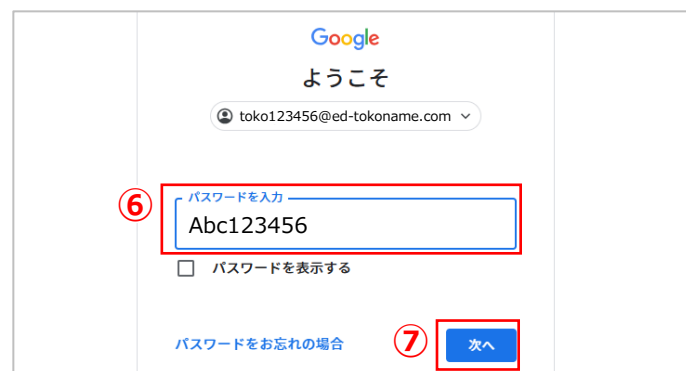 Google
ようこそ
toko123456@ed-tokoname.com
⑥
パスワードを入力
Abc123456
パスワードを表示する
パスワードをお忘れの場合
⑦
次へ